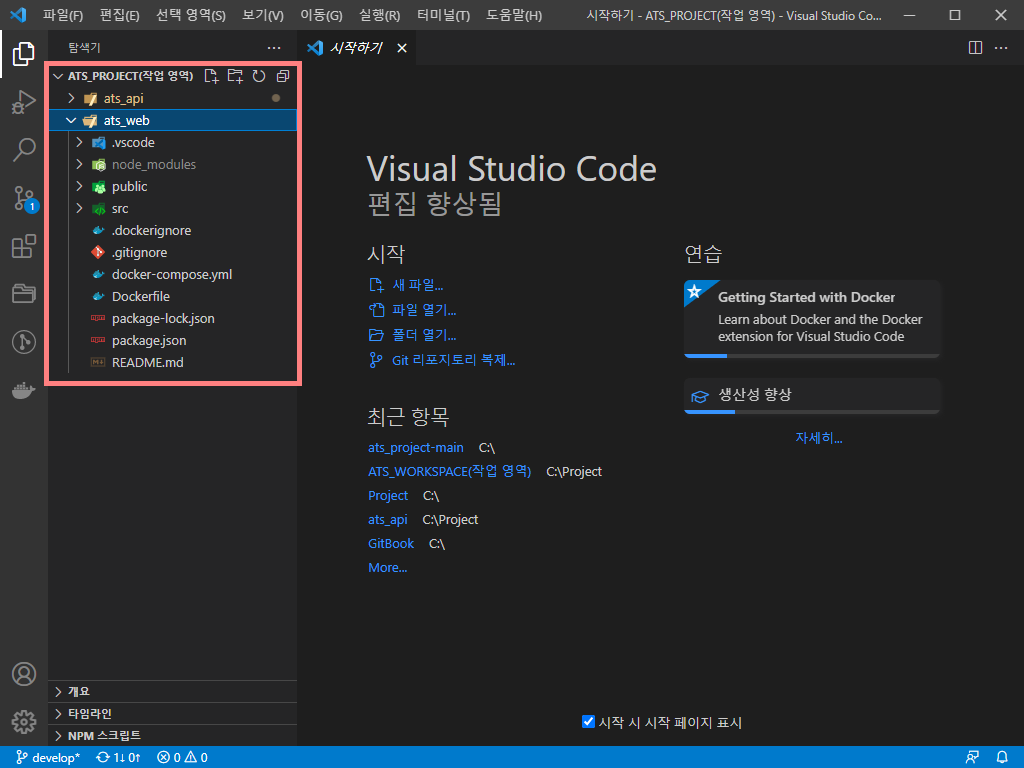 파일(F) 편집(E) 선택 영역(S) 보기(V) 이동(G) 실행(R) 터미널(T) 도움말(H) 시작하기 - ATS_PROJECT(작업 영역) - Visual Studio Co...
탐색기
시작하기
ATS_PROJECT(작업 영역)
ats_api
ats_web
.vscode
node_modules
public
src
.dockerignore
.gitignore
docker-compose.yml
Dockerfile
package-lock.json
package.json
README.md
1
개요
타임라인
NPM 스크립트
Visual Studio Code
편집 향상됨
시작
새 파일...
파일 열기...
폴더 열기...
Git 리포지토리 복제...
최근 항목
ats_project-main C:\
ATS_WORKSPACE(작업 영역) C:\Project
Project C:\
ats_api C:\Project
GitBook C:\
More...
연습
Getting Started with Docker
Learn about Docker and the Docker
extension for Visual Studio Code
생산성 향상
자세히...
시작 시 시작 페이지 표시
develop* 1↓ 0↑ 0 0